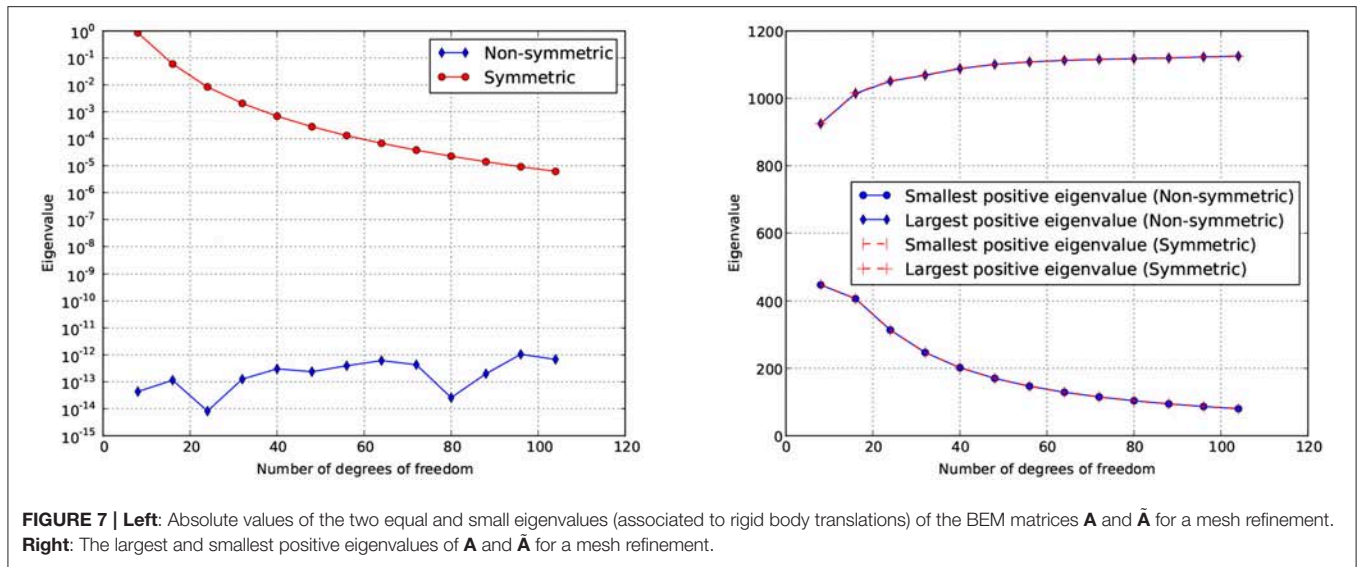 10⁰
10⁻¹
10⁻²
10⁻³
10⁻⁴
10⁻⁵
10⁻⁶
10⁻⁷
10⁻⁸
10⁻⁹
10⁻¹⁰
10⁻¹¹
10⁻¹²
10⁻¹³
10⁻¹⁴
10⁻¹⁵
Eigenvalue
Non-symmetric
Symmetric
0 20 40 60 80 100 120
Number of degrees of freedom
1200
1000
800
600
400
200
0
Eigenvalue
Smallest positive eigenvalue (Non-symmetric)
Largest positive eigenvalue (Non-symmetric)
Smallest positive eigenvalue (Symmetric)
Largest positive eigenvalue (Symmetric)
0 20 40 60 80 100 120
Number of degrees of freedom
FIGURE 7 | Left: Absolute values of the two equal and small eigenvalues (associated to rigid body translations) of the BEM matrices A and Ã for a mesh refinement.
Right: The largest and smallest positive eigenvalues of A and Ã for a mesh refinement.